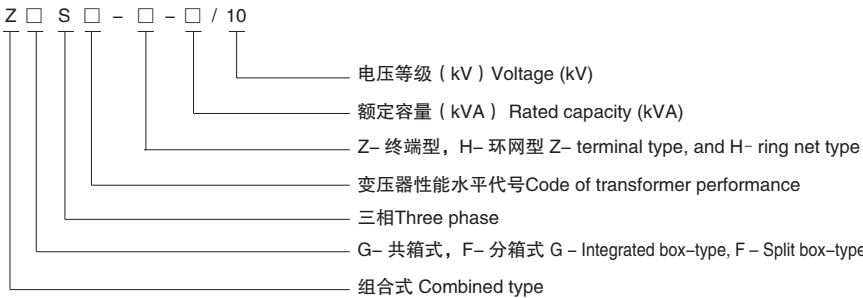 Z □ S □ － □ － □ / 10
电压等级（kV）Voltage (kV)
额定容量（kVA） Rated capacity (kVA)
Z– 终端型，H– 环网型 Z– terminal type, and H– ring net type
变压器性能水平代号Code of transformer performance
三相Three phase
G– 共箱式，F– 分箱式 G – Integrated box–type, F – Split box–type
组合式 Combined type